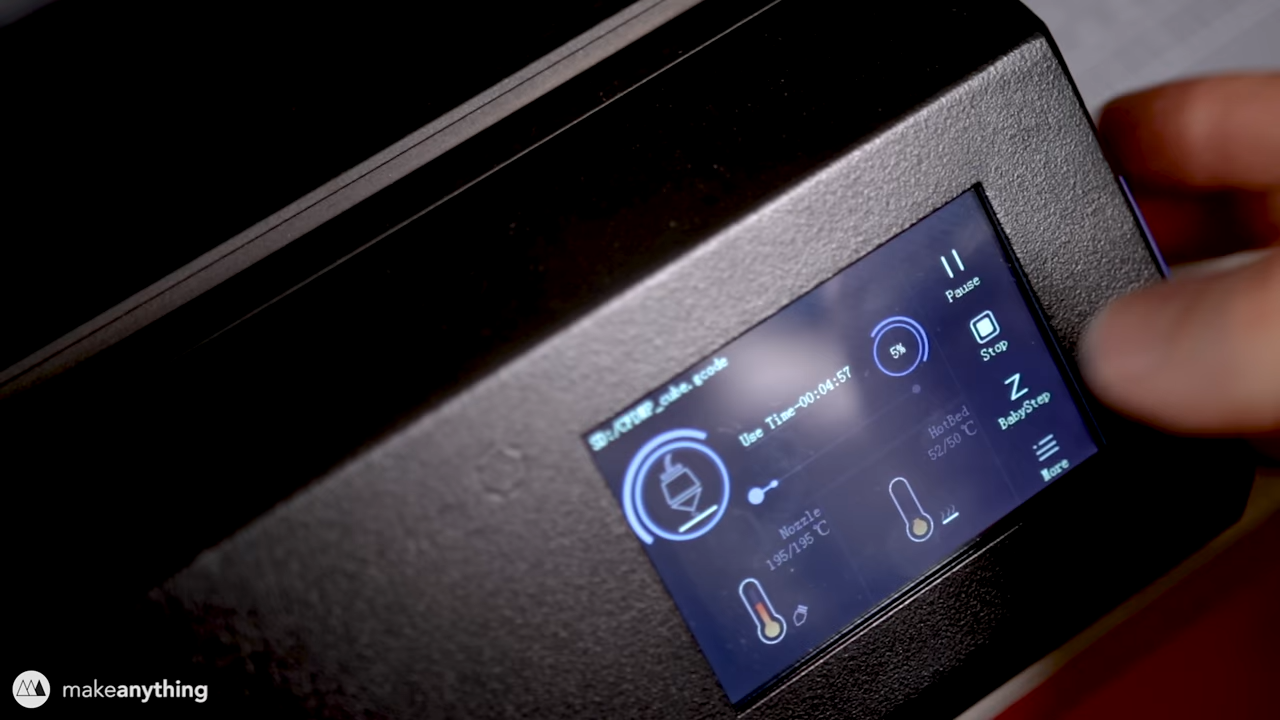 Pause
5%
Stop
Use Time-00:04:57
BabyStep
HotBed
52/50 ℃
More
Nozzle
195/195 ℃
makeanything